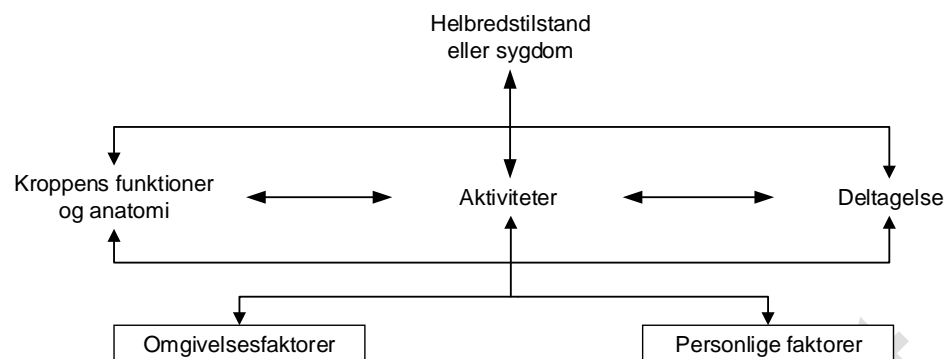 Helbredstilstand
eller sygdom
Kroppens funktioner
og anatomi
Aktiviteter
Deltagelse
Omgivelsesfaktorer
Personlige faktorer